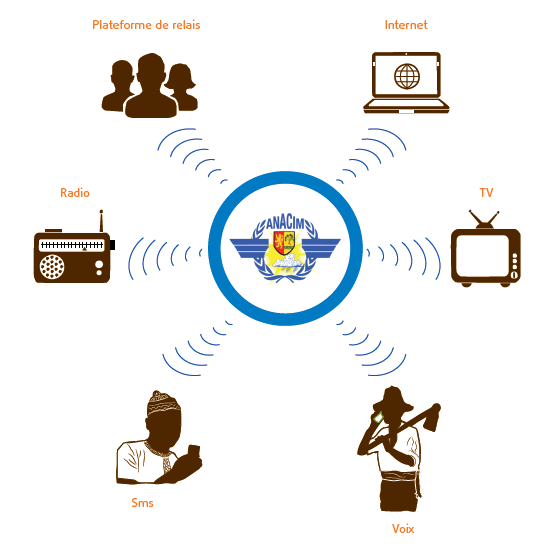 Plateforme de relais
Internet
Radio
TV
ANACIM
Sms
Voix